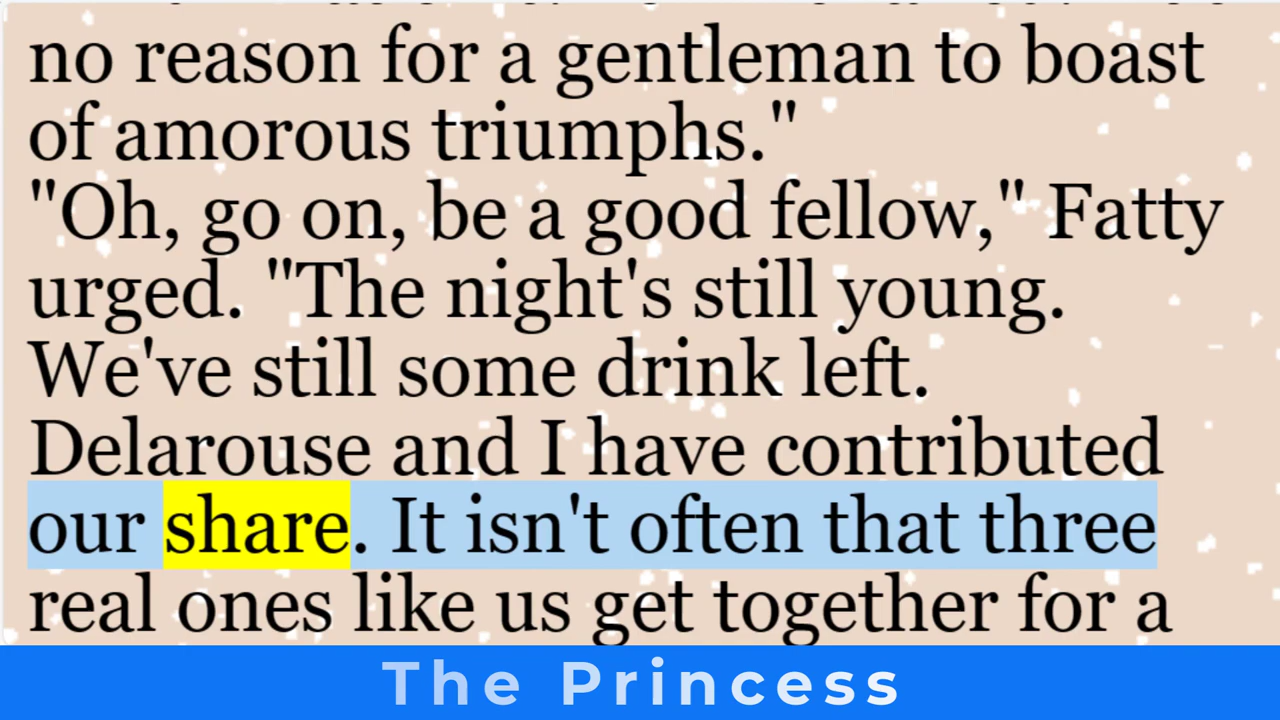 no reason for a gentleman to boast
of amorous triumphs."
"Oh, go on, be a good fellow," Fatty
urged. "The night's still young.
We've still some drink left.
Delarouse and I have contributed
our share. It isn't often that three
real ones like us get together for a
The Princess